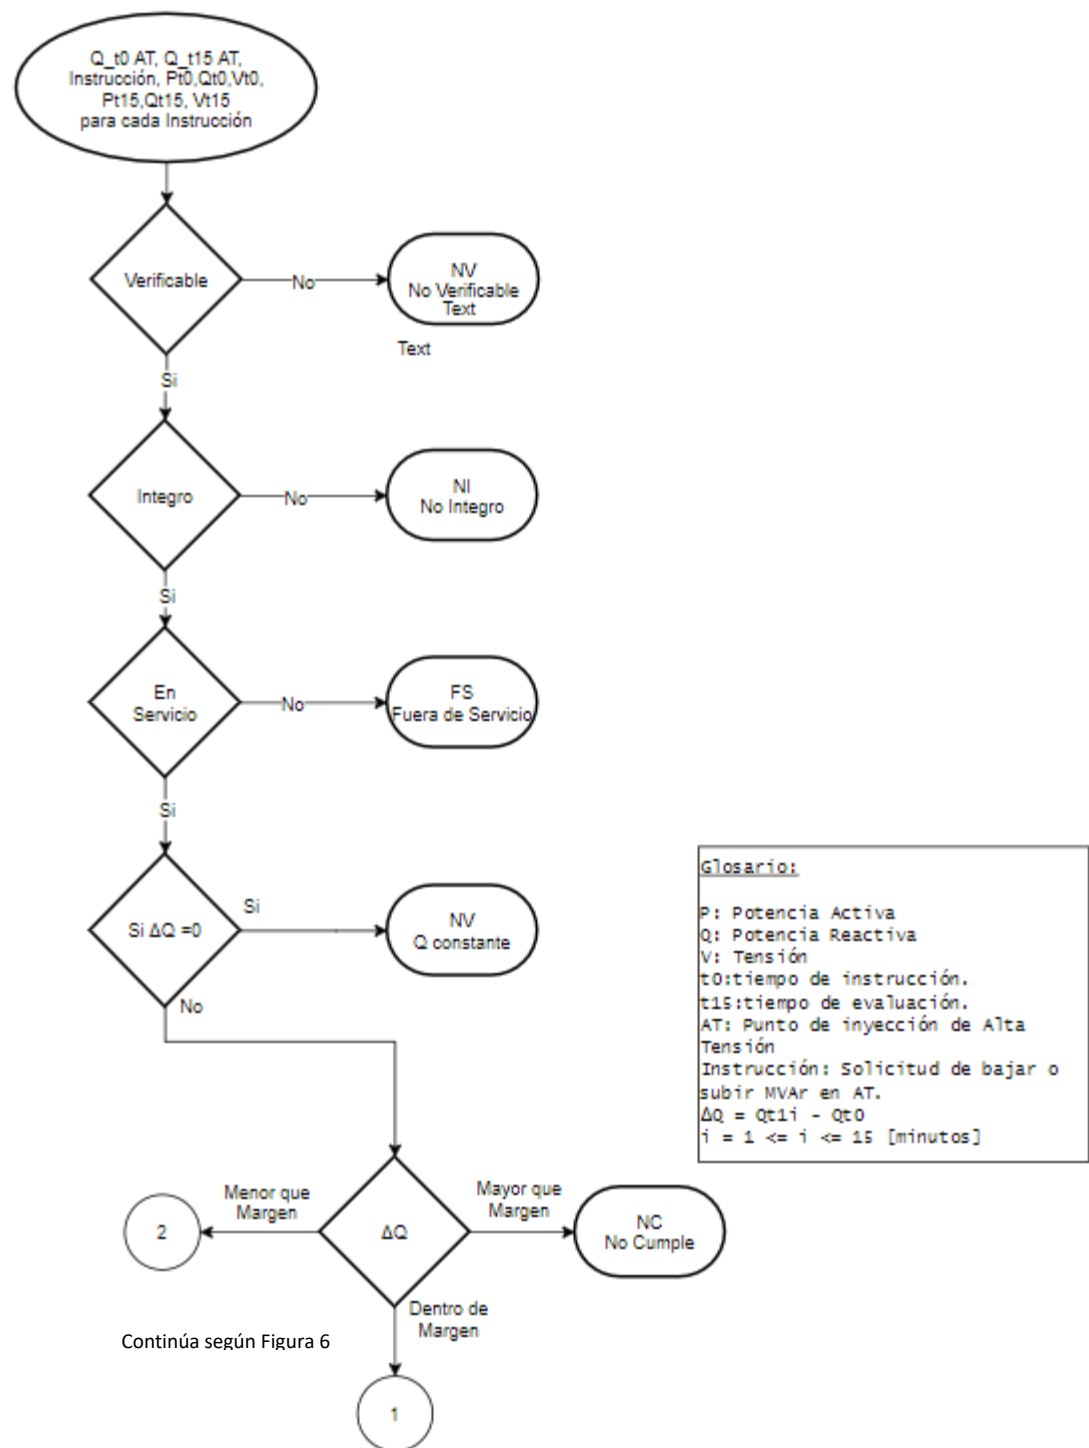 Q_t0 AT, Q_t15 AT,
Instrucción, Pt0,Qt0,Vt0,
Pt15,Qt15, Vt15
para cada Instrucción
Verificable
No
NV
No Verificable
Text
Text
Si
Integro
No
NI
No Integro
Si
En
Servicio
No
FS
Fuera de Servicio
Si
Si ΔQ =0
Si
NV
Q constante
No
Glosario:
P: Potencia Activa
Q: Potencia Reactiva
V: Tensión
t0:tiempo de instrucción.
t15:tiempo de evaluación.
AT: Punto de inyección de Alta
Tensión
Instrucción: Solicitud de bajar o
subir MVAr en AT.
ΔQ = Qt1i - Qt0
i = 1 <= i <= 15 [minutos]
Menor que
Margen
Mayor que
Margen
2
ΔQ
NC
No Cumple
Dentro de
Margen
Continúa según Figura 6
1